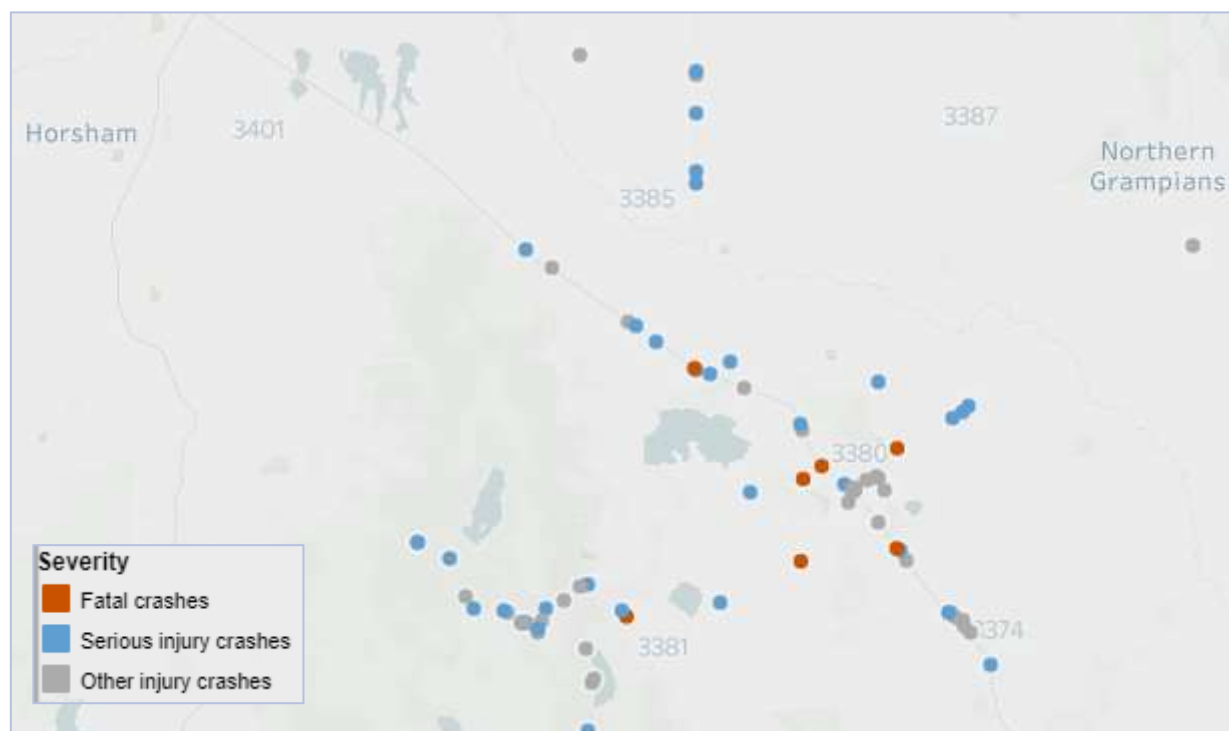 3387
3401
Horsham
Northern
Grampians
3385
3380
Severity
Fatal crashes
Serious injury crashes
Other injury crashes
3381
3374